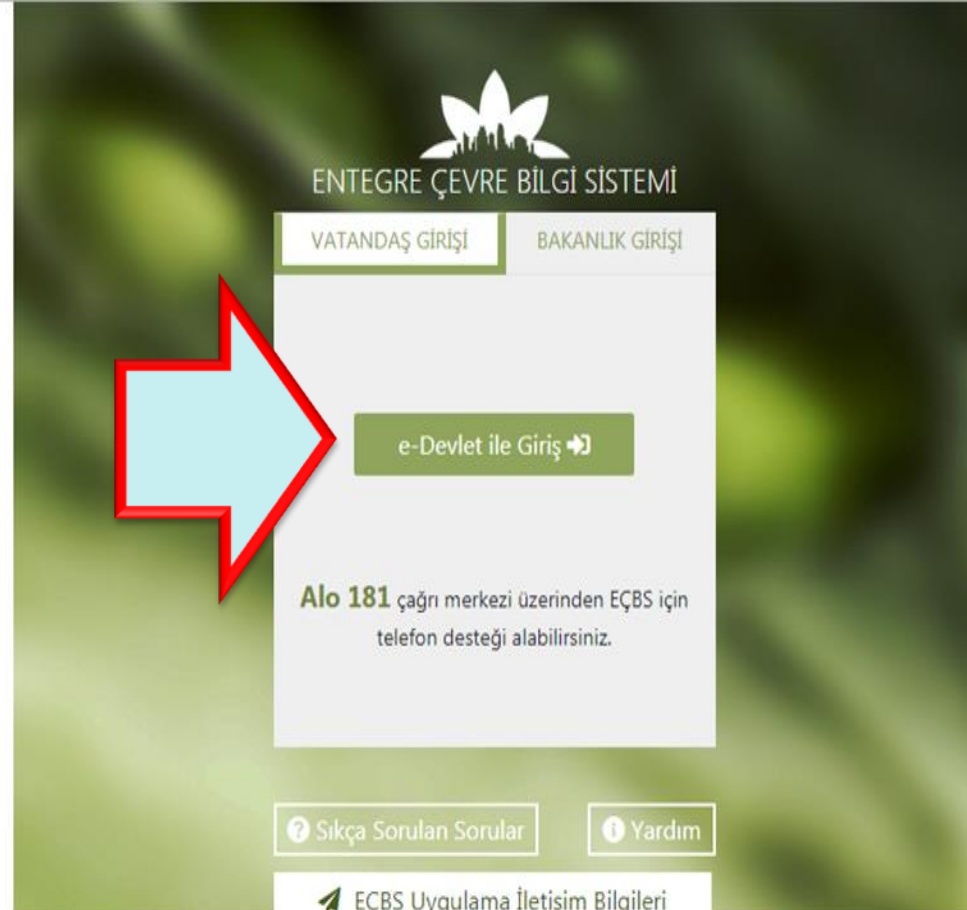 ENTEGRE ÇEVRE BİLGİ SİSTEMİ
VATANDAŞ GİRİŞİ BAKANLIK GİRİŞİ
e-Devlet ile Giriş
Alo 181 çağrı merkezi üzerinden EÇBS için
telefon desteği alabilirsiniz.
Sıkça Sorulan Sorular Yardım
EÇBS Uygulama İletişim Bilgileri